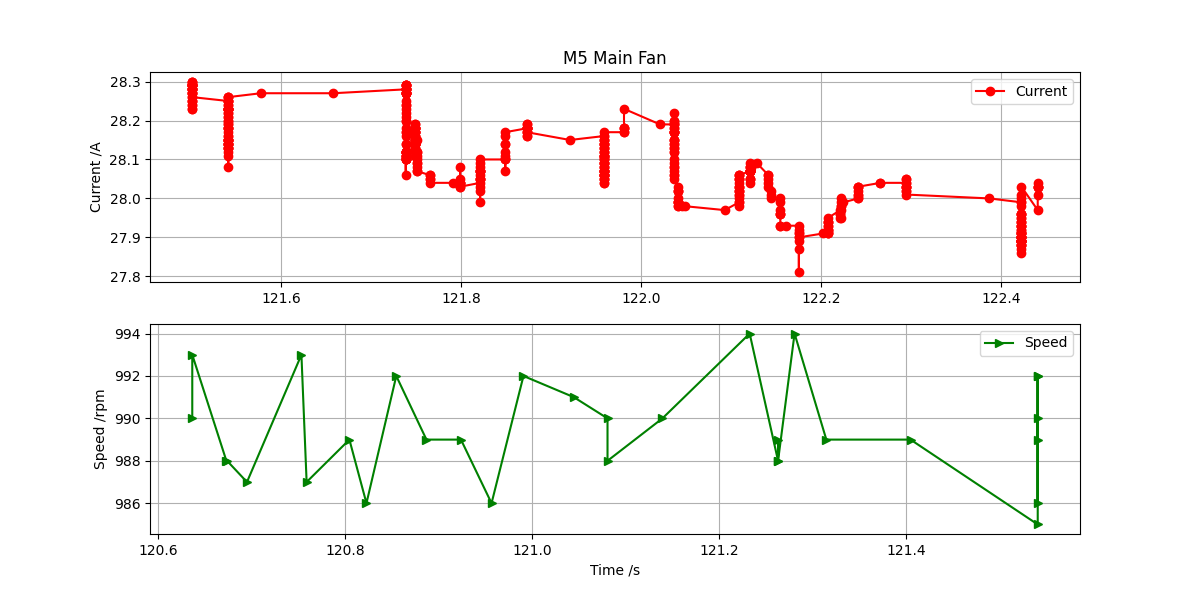 M5 Main Fan
Current /A
28.3
28.2
28.1
28.0
27.9
27.8
Current
121.6 121.8 122.0 122.2 122.4
Speed /rpm
994
992
990
988
986
Speed
120.6 120.8 121.0 121.2 121.4
Time /s